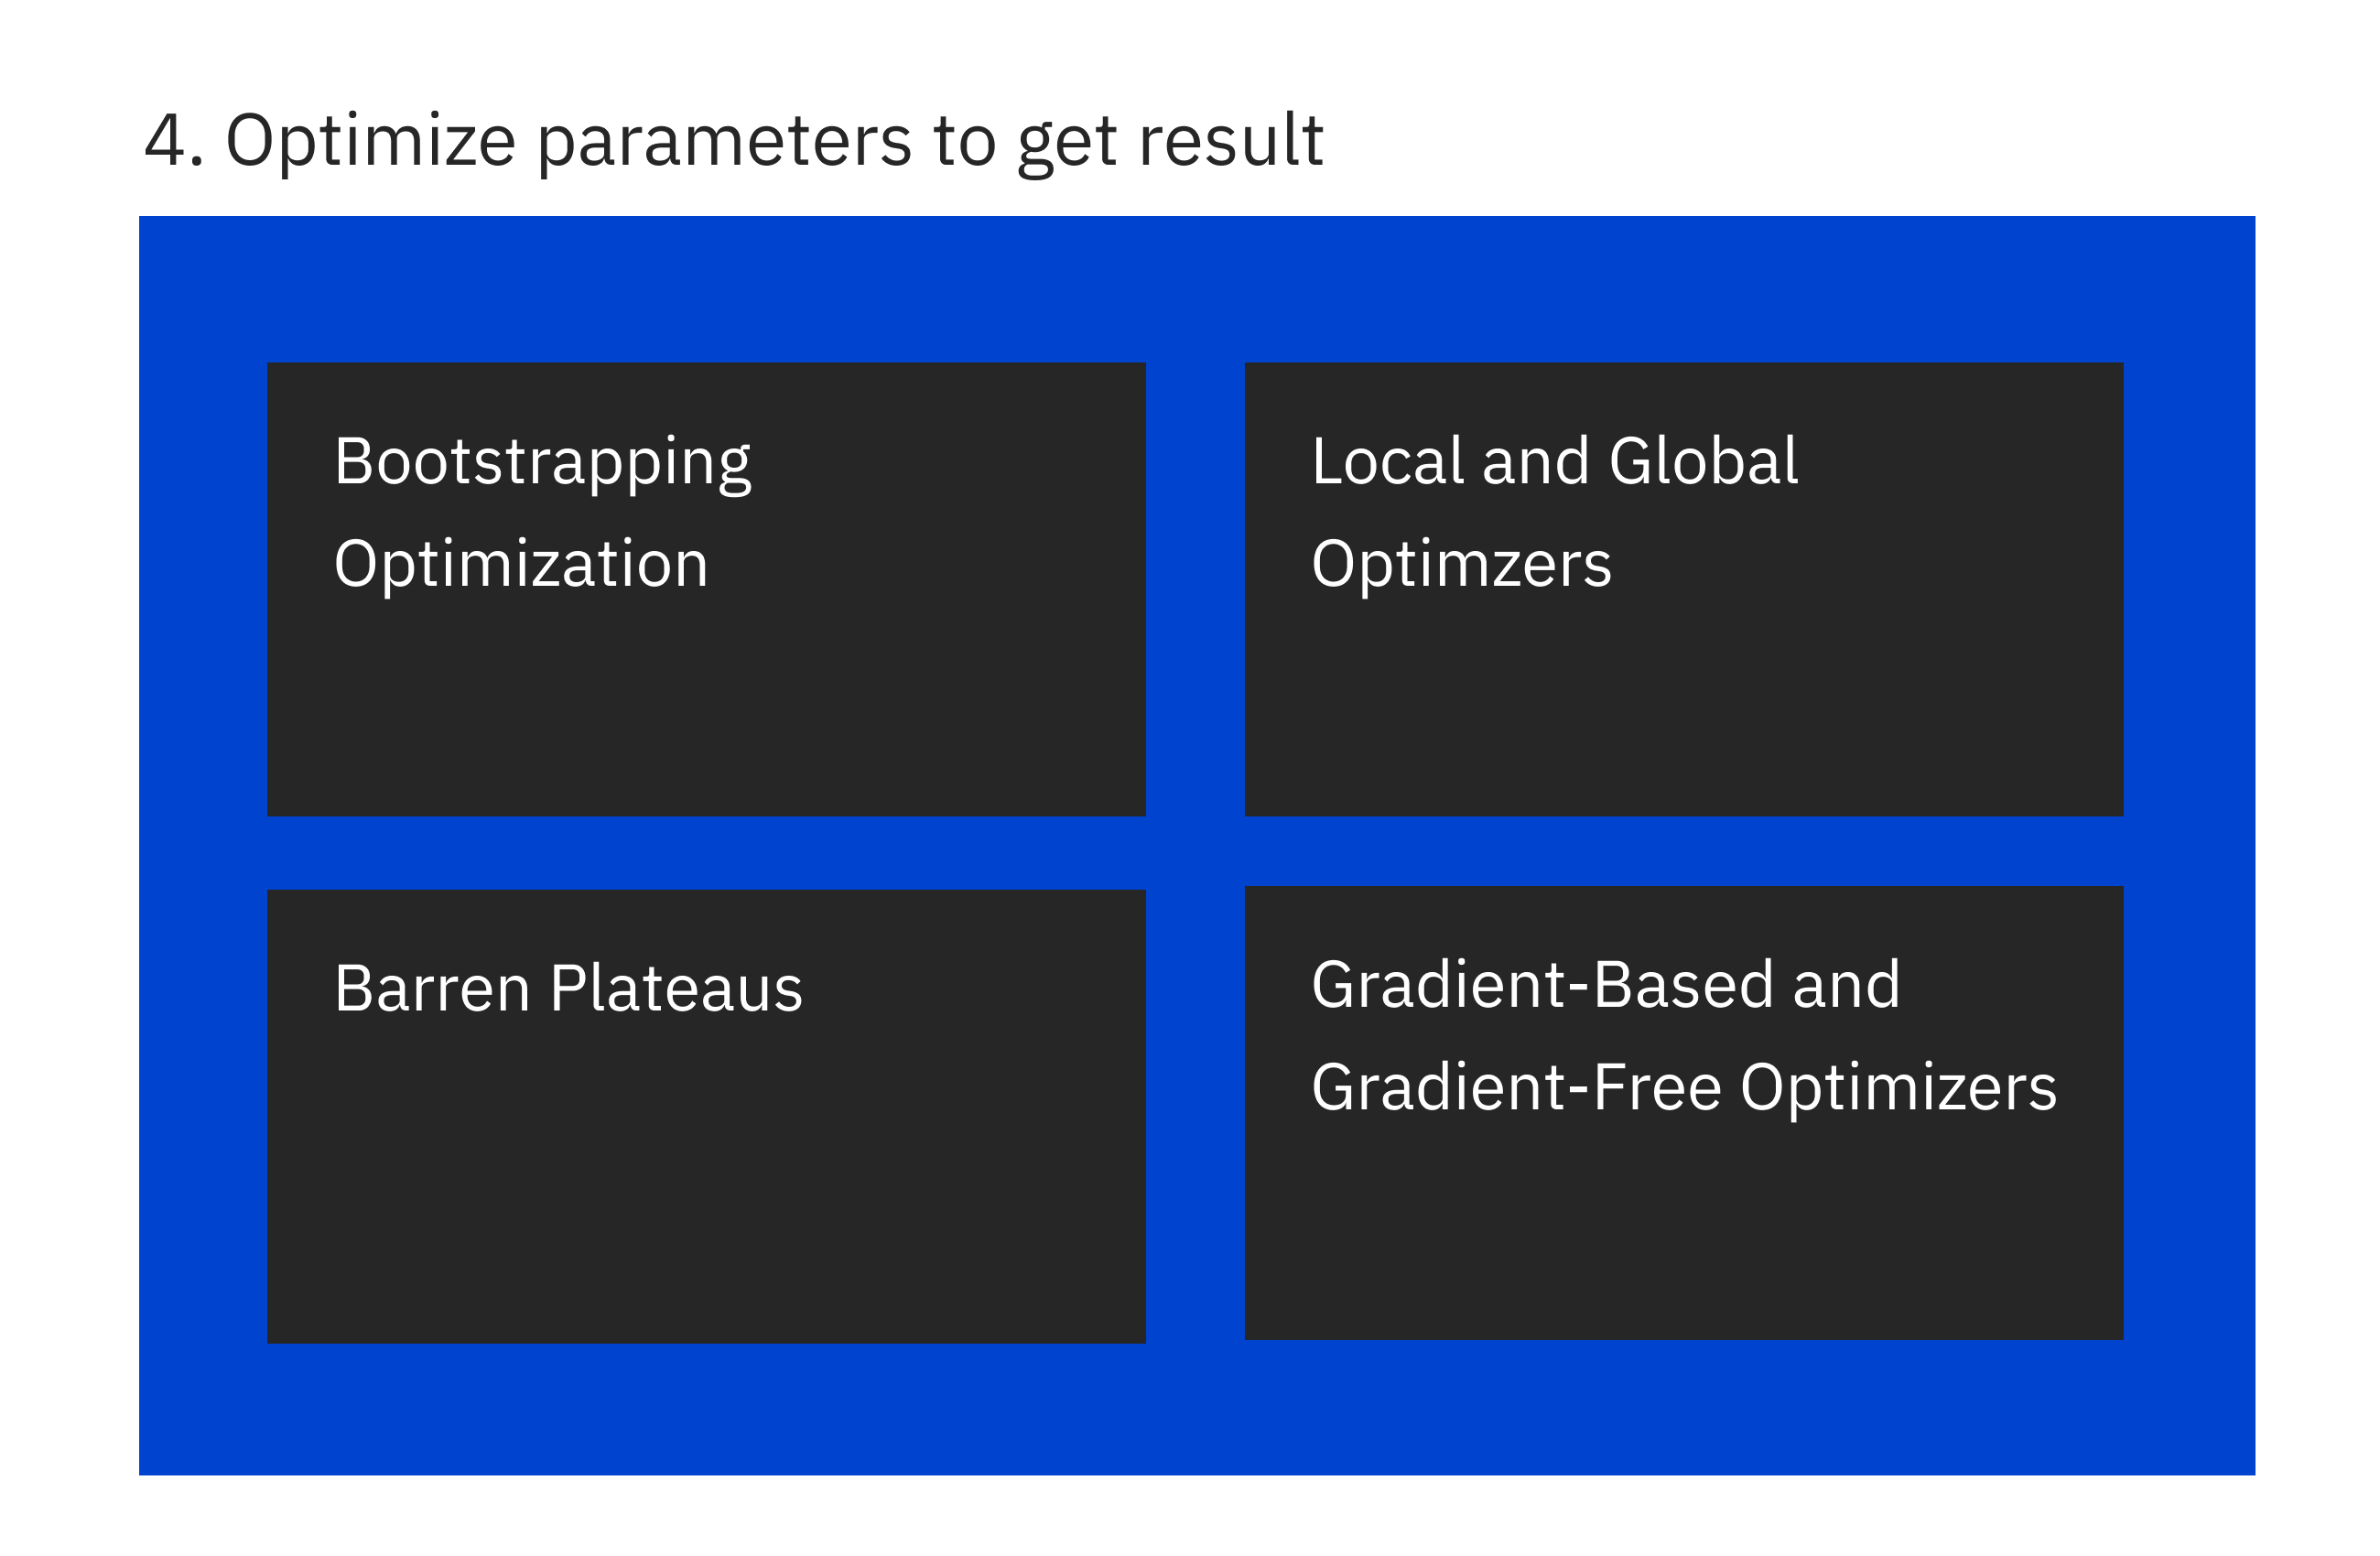 4. Optimize parameters to get result
Bootstrapping
Optimization
Local and Global
Optimzers
Barren Plateaus
Gradient-Based and
Gradient-Free Optimizers